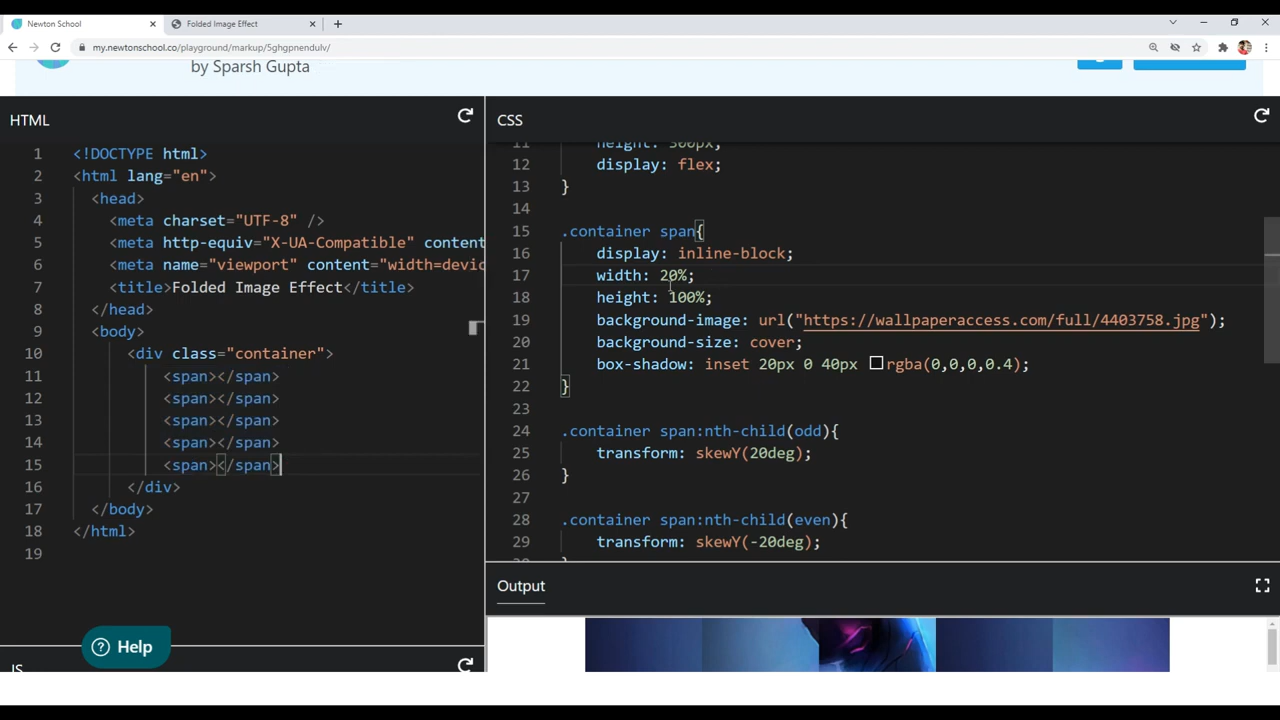 Newton School
Folded Image Effect
my.newtonschool.co/playground/markup/5ghgpnendulv/
by Sparsh Gupta
HTML
1 <!DOCTYPE html>
2 <html lang="en">
3 <head>
4 <meta charset="UTF-8" />
5 <meta http-equiv="X-UA-Compatible" content
6 <meta name="viewport" content="width=devic
7 <title>Folded Image Effect</title>
8 </head>
9 <body>
10 <div class="container">
11 <span></span>
12 <span></span>
13 <span></span>
14 <span></span>
15 <span></span>
16 </div>
17 </body>
18 </html>
19
Help
JS
CSS
11 height: 300px;
12 display: flex;
13 }
14
15 .container span{
16 display: inline-block;
17 width: 20%;
18 height: 100%;
19 background-image: url("https://wallpaperaccess.com/full/4403758.jpg");
20 background-size: cover;
21 box-shadow: inset 20px 0 40px rgba(0,0,0,0.4);
22 }
23
24 .container span:nth-child(odd){
25 transform: skewY(20deg);
26 }
27
28 .container span:nth-child(even){
29 transform: skewY(-20deg);
Output